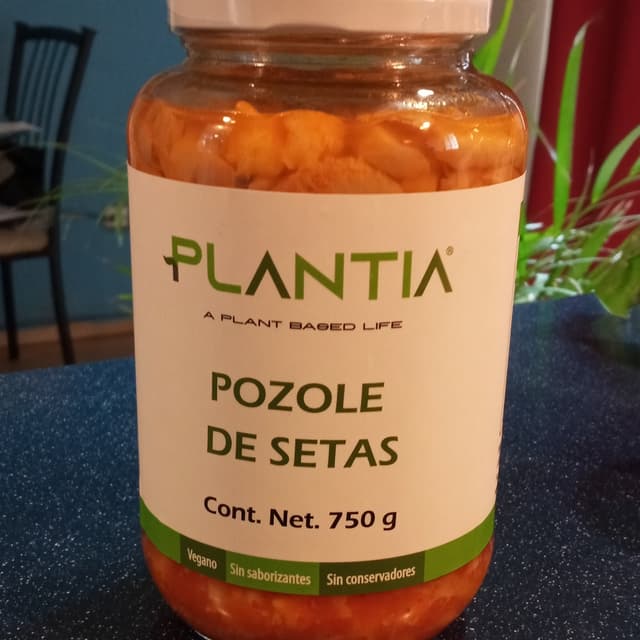 PLANTIA®
A PLANT BASED LIFE
POZOLE
DE SETAS
Cont. Net. 750 g
Vegano Sin saborizantes Sin conservadores